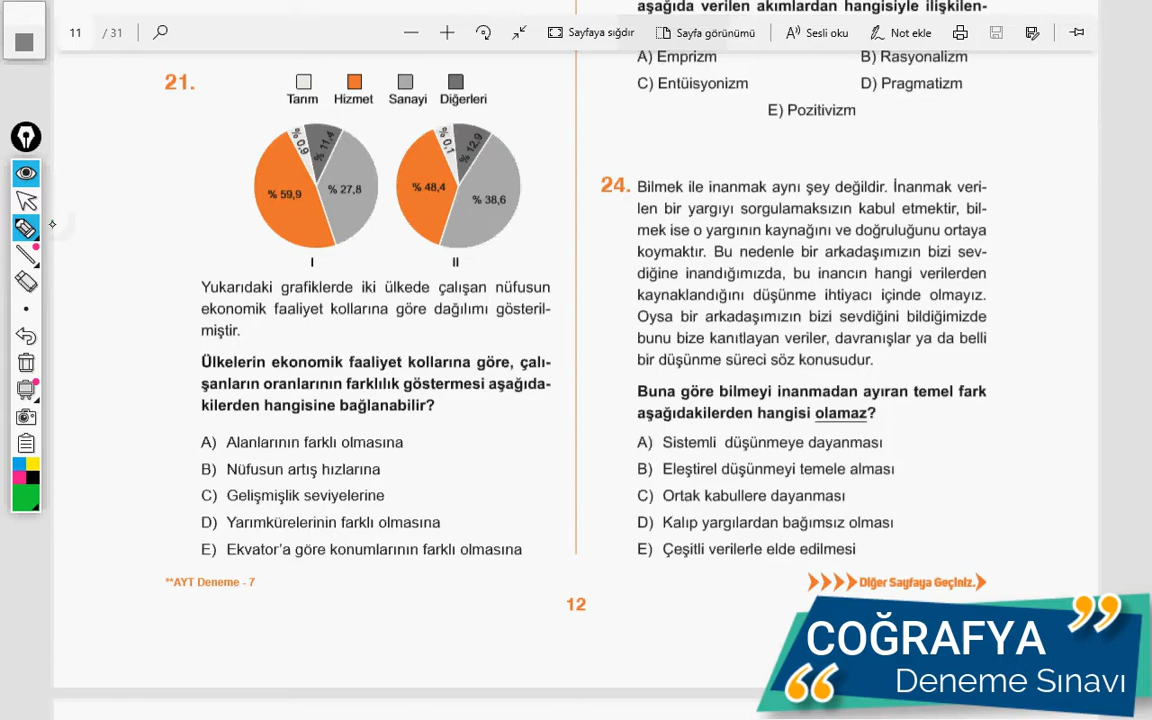 11 / 31
Sayfaya sığdır
Sayfa görünümü
Sesli oku
Not ekle
21.
Tarım Hizmet Sanayi Diğerleri
% 0,9 % 11,4
% 59,9 % 27,8
I
% 0,1 % 12,9
% 48,4 % 38,6
II
Yukarıdaki grafiklerde iki ülkede çalışan nüfusun
ekonomik faaliyet kollarına göre dağılımı gösteril-
miştir.
Ülkelerin ekonomik faaliyet kollarına göre, çalı-
şanların oranlarının farklılık göstermesi aşağıda-
kilerden hangisine bağlanabilir?
A) Alanlarının farklı olmasına
B) Nüfusun artış hızlarına
C) Gelişmişlik seviyelerine
D) Yarımkürelerinin farklı olmasına
E) Ekvator'a göre konumlarının farklı olmasına
**AYT Deneme - 7
aşağıda verilen akımlardan hangisiyle ilişkilen-
A) Emprizm B) Rasyonalizm
C) Entüisyonizm D) Pragmatizm
E) Pozitivizm
24. Bilmek ile inanmak aynı şey değildir. İnanmak veri-
len bir yargıyı sorgulamaksızın kabul etmektir, bil-
mek ise o yargının kaynağını ve doğruluğunu ortaya
koymaktır. Bu nedenle bir arkadaşımızın bizi sev-
diğine inandığımızda, bu inancın hangi verilerden
kaynaklandığını düşünme ihtiyacı içinde olmayız.
Oysa bir arkadaşımızın bizi sevdiğini bildiğimizde
bunu bize kanıtlayan veriler, davranışlar ya da belli
bir düşünme süreci söz konusudur.
Buna göre bilmeyi inanmadan ayıran temel fark
aşağıdakilerden hangisi olamaz?
A) Sistemli düşünmeye dayanması
B) Eleştirel düşünmeyi temele alması
C) Ortak kabullere dayanması
D) Kalıp yargılardan bağımsız olması
E) Çeşitli verilerle elde edilmesi
Diğer Sayfaya Geçiniz.
12
COĞRAFYA
Deneme Sınavı